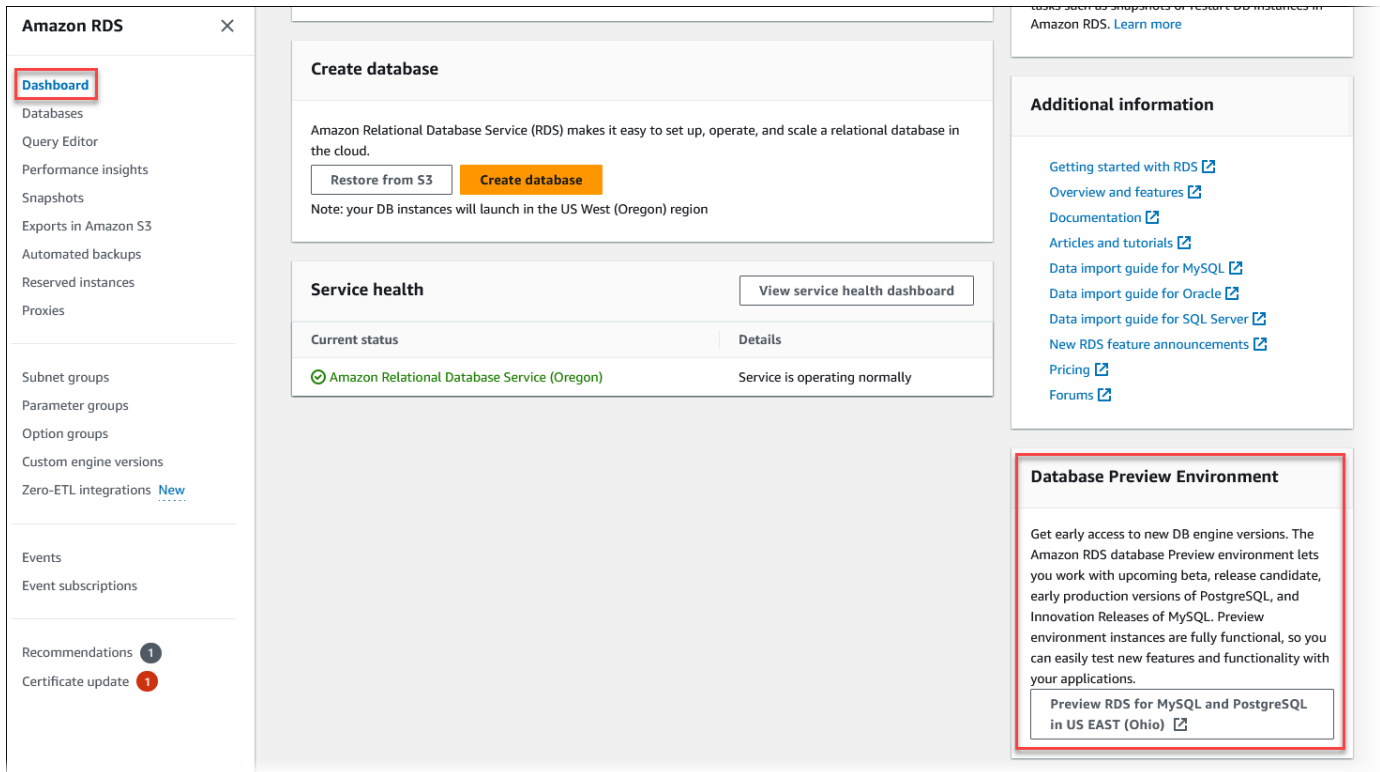 Amazon RDS
Dashboard
Databases
Query Editor
Performance insights
Snapshots
Exports in Amazon S3
Automated backups
Reserved instances
Proxies
Subnet groups
Parameter groups
Option groups
Custom engine versions
Zero-ETL integrations New
Events
Event subscriptions
Recommendations 1
Certificate update 1
Create database
Amazon Relational Database Service (RDS) makes it easy to set up, operate, and scale a relational database in
the cloud.
Restore from S3
Create database
Note: your DB instances will launch in the US West (Oregon) region
Service health
View service health dashboard
Current status
Details
Amazon Relational Database Service (Oregon)
Service is operating normally
tasks such as snapshots or restart DB instances in
Amazon RDS. Learn more
Additional information
Getting started with RDS
Overview and features
Documentation
Articles and tutorials
Data import guide for MySQL
Data import guide for Oracle
Data import guide for SQL Server
New RDS feature announcements
Pricing
Forums
Database Preview Environment
Get early access to new DB engine versions. The
Amazon RDS database Preview environment lets
you work with upcoming beta, release candidate,
early production versions of PostgreSQL, and
Innovation Releases of MySQL. Preview
environment instances are fully functional, so you
can easily test new features and functionality with
your applications.
Preview RDS for MySQL and PostgreSQL
in US EAST (Ohio)